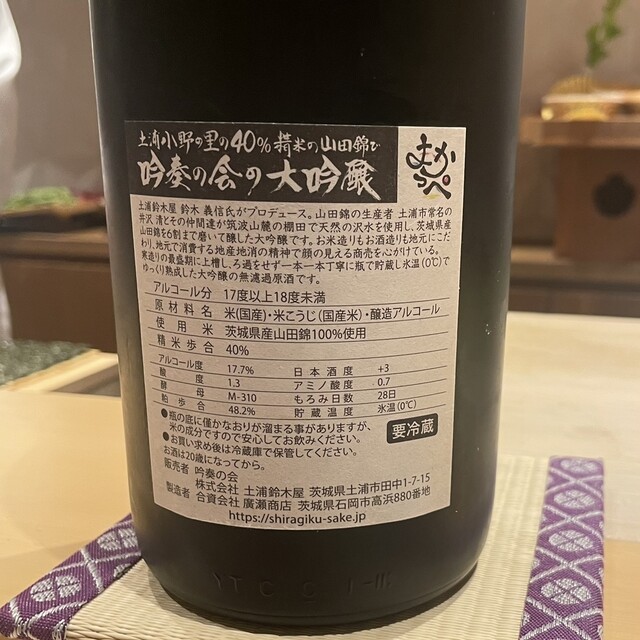 土浦小野の里の40%精米の山田錦で
吟奏の会の大吟醸
土浦鈴木屋 鈴木 義信氏がプロデュース。山田錦の生産者 土浦市常名の
井沢 清とその仲間達が筑波山麓の棚田で天然の沢水を使用し、茨城県産
山田錦を6割まで磨いて醸した大吟醸です。お米造りもお酒造りも地元にこだ
わり、地元で消費する地産地消の精神で顔の見える商売を心がけている。
寒造りの最盛期に上槽し、ろ過をせず一本一本丁寧に瓶で貯蔵し氷温(0℃)で
ゆっくり熟成した大吟醸の無濾過原酒です。
アルコール分 17度以上18度未満
原材料名 米(国産)・米こうじ(国産米)・醸造アルコール
使用米 茨城県産山田錦100%使用
精米歩合 40%
アルコール度 17.7% 日本酒度 +3
酸度 1.3 アミノ酸度 0.7
酵母 M-310 もろみ日数 28日
粕歩合 48.2% 貯蔵温度 氷温(0℃)
●瓶の底に僅かなおりが溜まる事がありますが、
米の成分ですので安心してお飲みください。
●お買い求め後は冷蔵庫で保管してください。
要冷蔵
お酒は20歳になってから。
販売者 吟奏の会
株式会社 土浦鈴木屋 茨城県土浦市田中1-7-15
製造者 合資会社 廣瀬商店 茨城県石岡市高浜880番地
https://shiragiku-sake.jp